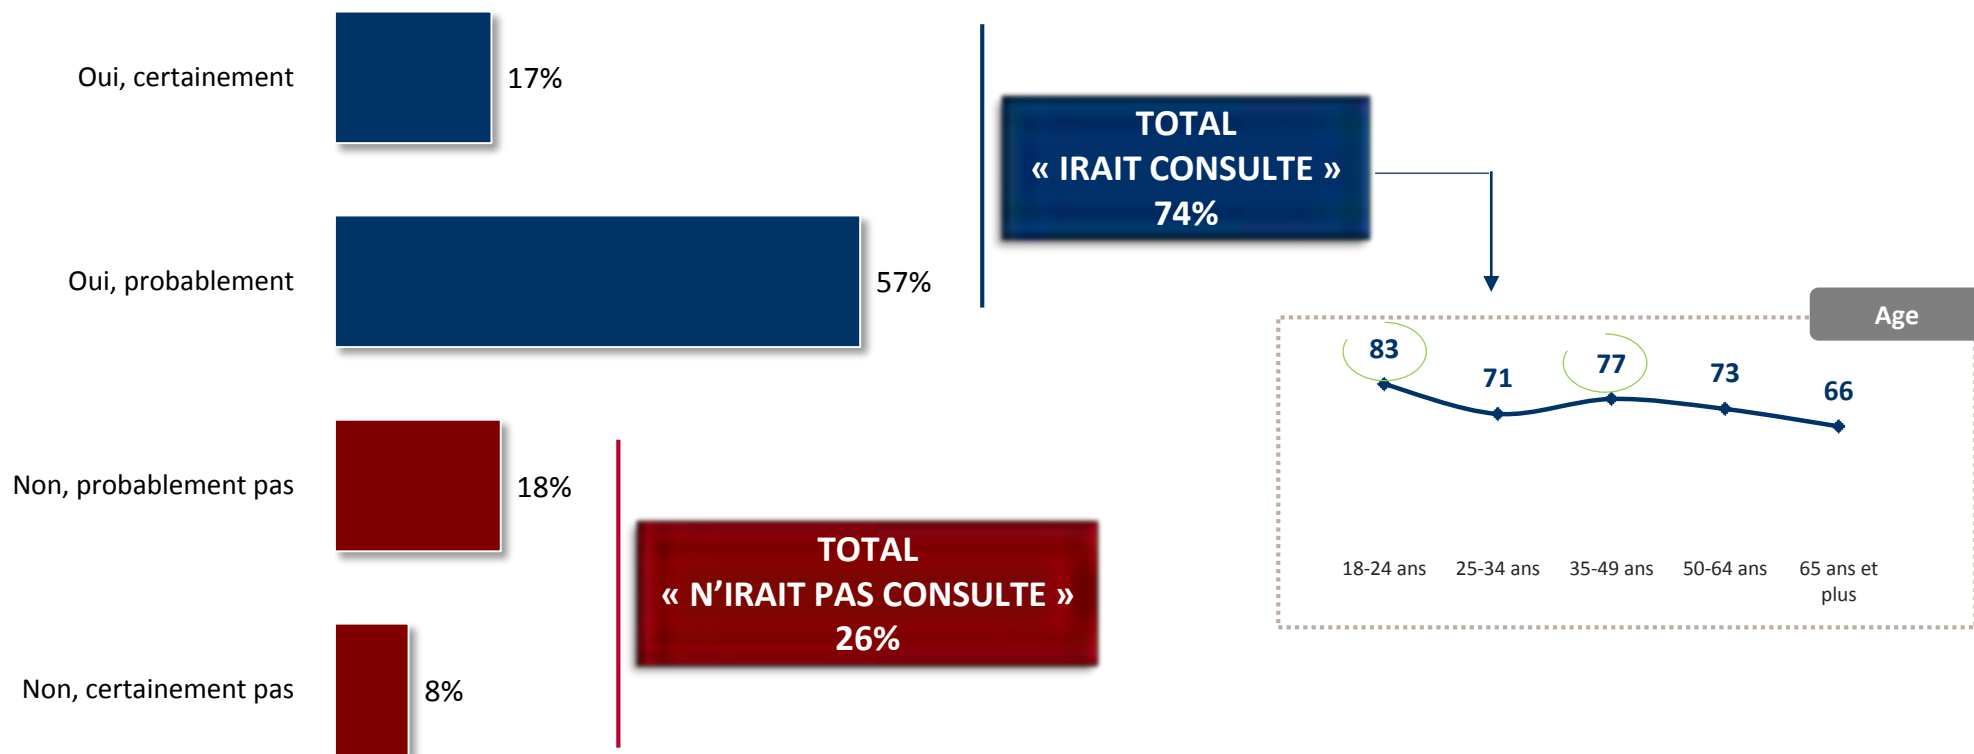 Oui, certainement
17%
Oui, probablement
57%
Non, probablement pas
18%
Non, certainement pas
8%
TOTAL
« IRAIT CONSULTE »
74%
TOTAL
« N’IRAIT PAS CONSULTE »
26%
Age
83
71
77
73
66
18-24 ans
25-34 ans
35-49 ans
50-64 ans
65 ans et
plus